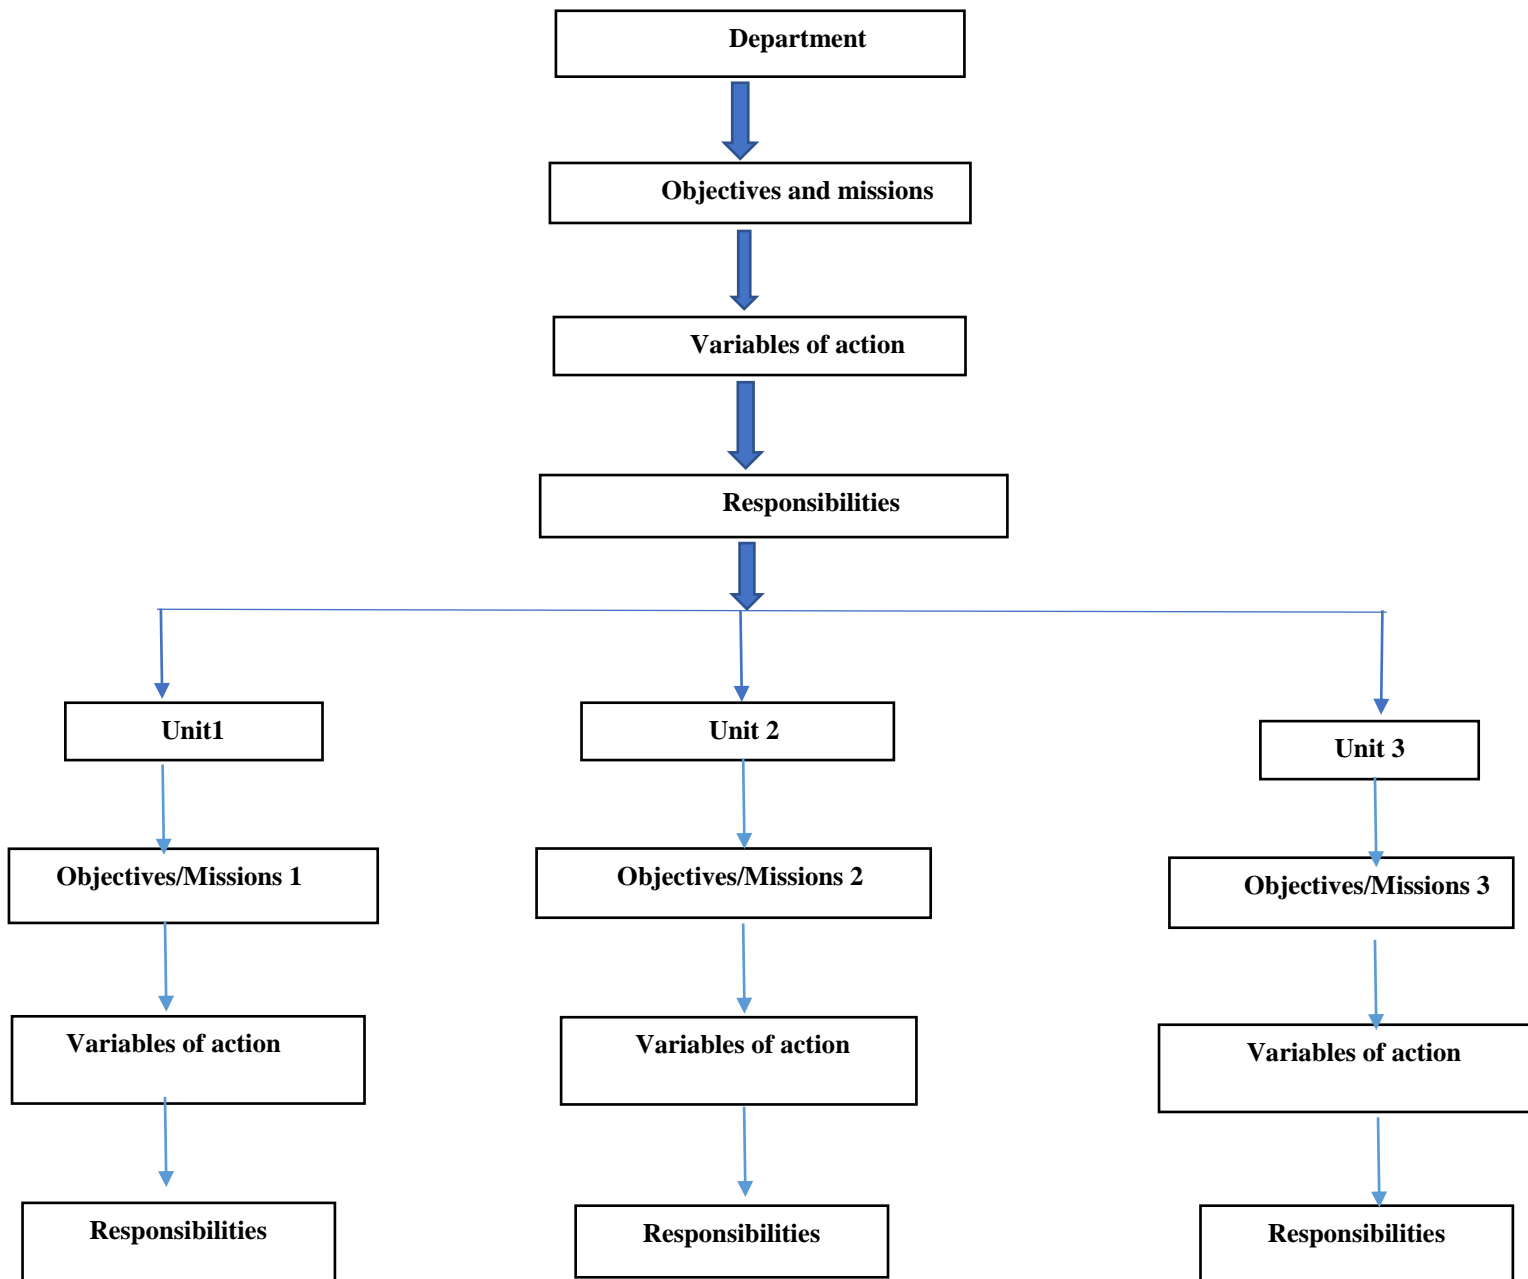 Department
Objectives and missions
Variables of action
Responsibilities
Unit1
Unit 2
Unit 3
Objectives/Missions 1
Objectives/Missions 2
Objectives/Missions 3
Variables of action
Variables of action
Variables of action
Responsibilities
Responsibilities
Responsibilities